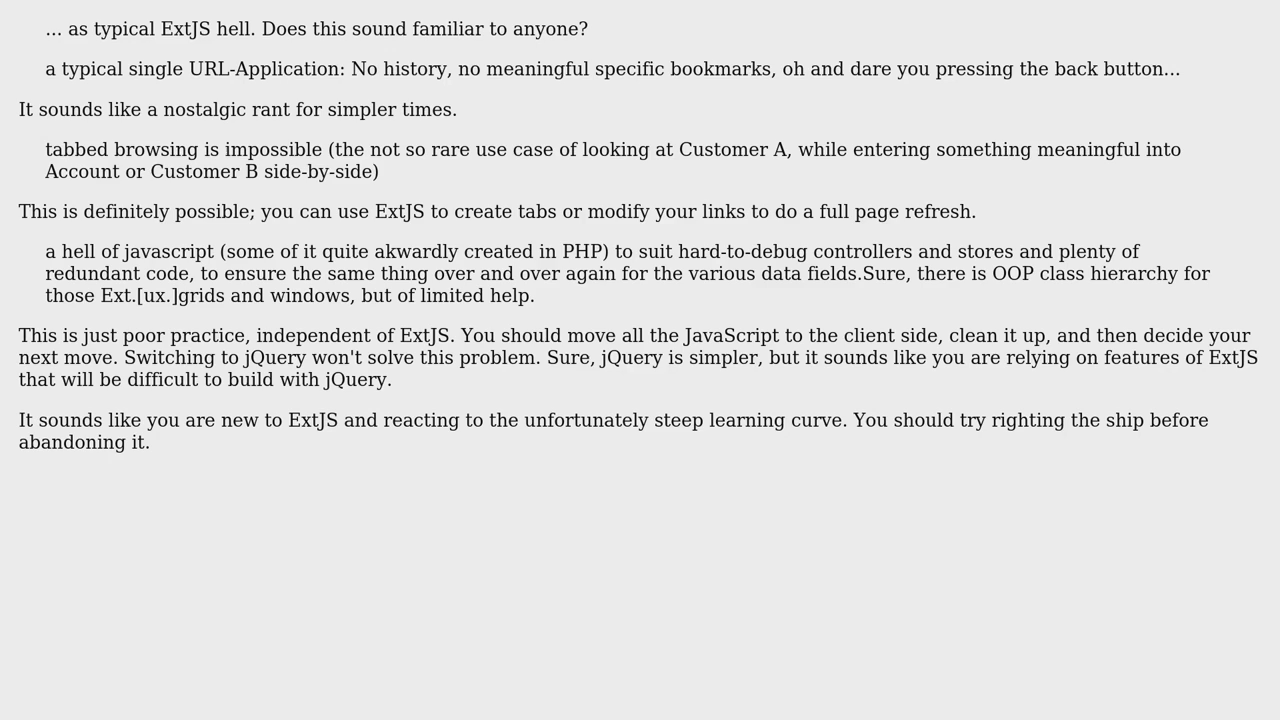 ... as typical ExtJS hell. Does this sound familiar to anyone?
a typical single URL-Application: No history, no meaningful specific bookmarks, oh and dare you pressing the back button...
It sounds like a nostalgic rant for simpler times.
tabbed browsing is impossible (the not so rare use case of looking at Customer A, while entering something meaningful into
Account or Customer B side-by-side)
This is definitely possible; you can use ExtJS to create tabs or modify your links to do a full page refresh.
a hell of javascript (some of it quite akwardly created in PHP) to suit hard-to-debug controllers and stores and plenty of
redundant code, to ensure the same thing over and over again for the various data fields.Sure, there is OOP class hierarchy for
those Ext.[ux.]grids and windows, but of limited help.
This is just poor practice, independent of ExtJS. You should move all the JavaScript to the client side, clean it up, and then decide your
next move. Switching to jQuery won't solve this problem. Sure, jQuery is simpler, but it sounds like you are relying on features of ExtJS
that will be difficult to build with jQuery.
It sounds like you are new to ExtJS and reacting to the unfortunately steep learning curve. You should try righting the ship before
abandoning it.